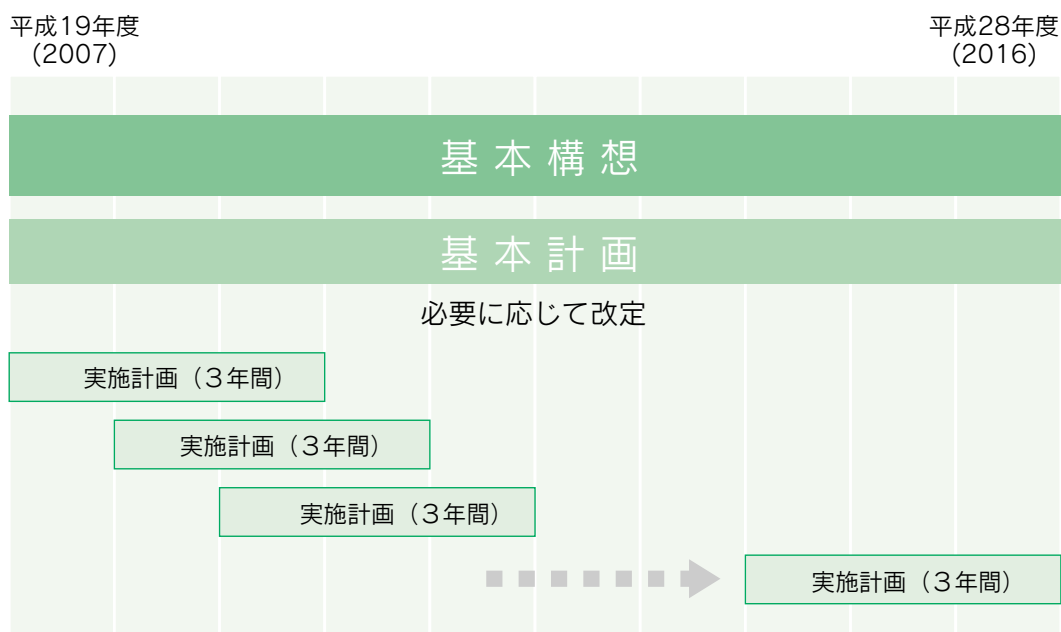 平成19年度
（2007）
平成28年度
（2016）
基本構想
基本計画
必要に応じて改定
実施計画（３年間）
実施計画（３年間）
実施計画（３年間）
実施計画（３年間）